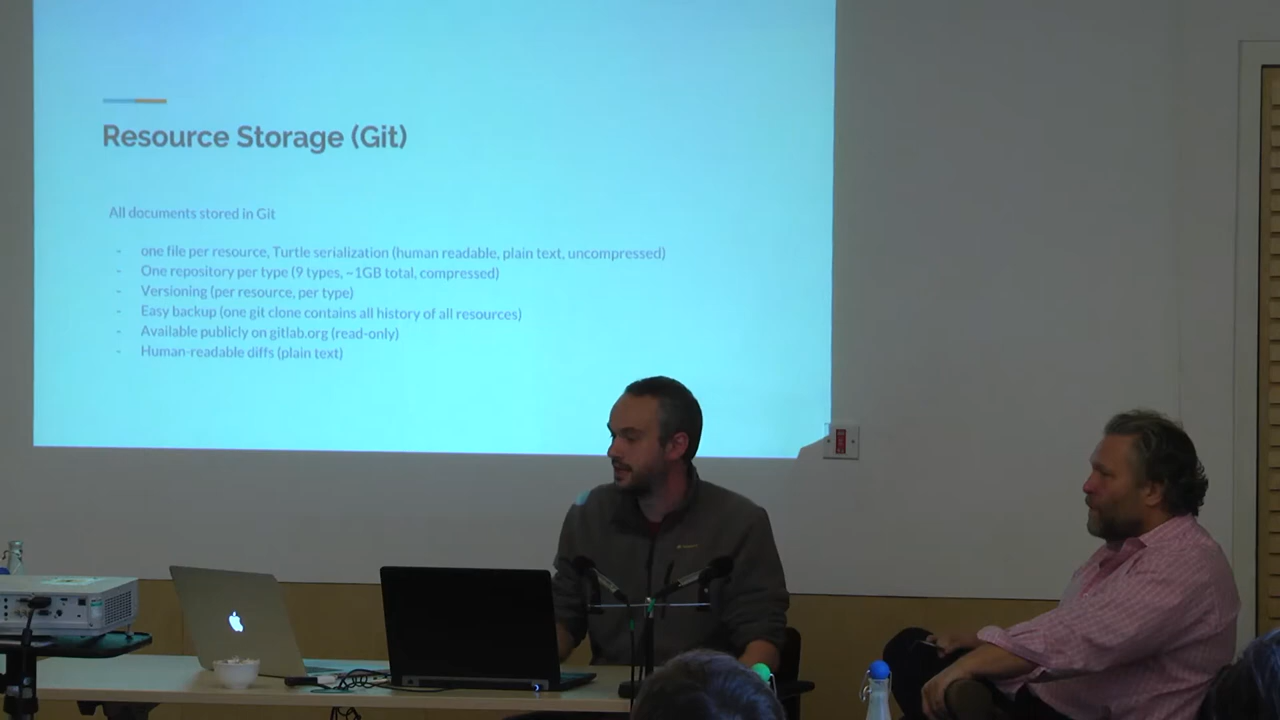 Resource Storage (Git)
All documents stored in Git
- one file per resource, Turtle serialization (human readable, plain text, uncompressed)
- One repository per type (9 types, ~1GB total, compressed)
- Versioning (per resource, per type)
- Easy backup (one git clone contains all history of all resources)
- Available publicly on gitlab.org (read-only)
- Human-readable diffs (plain text)